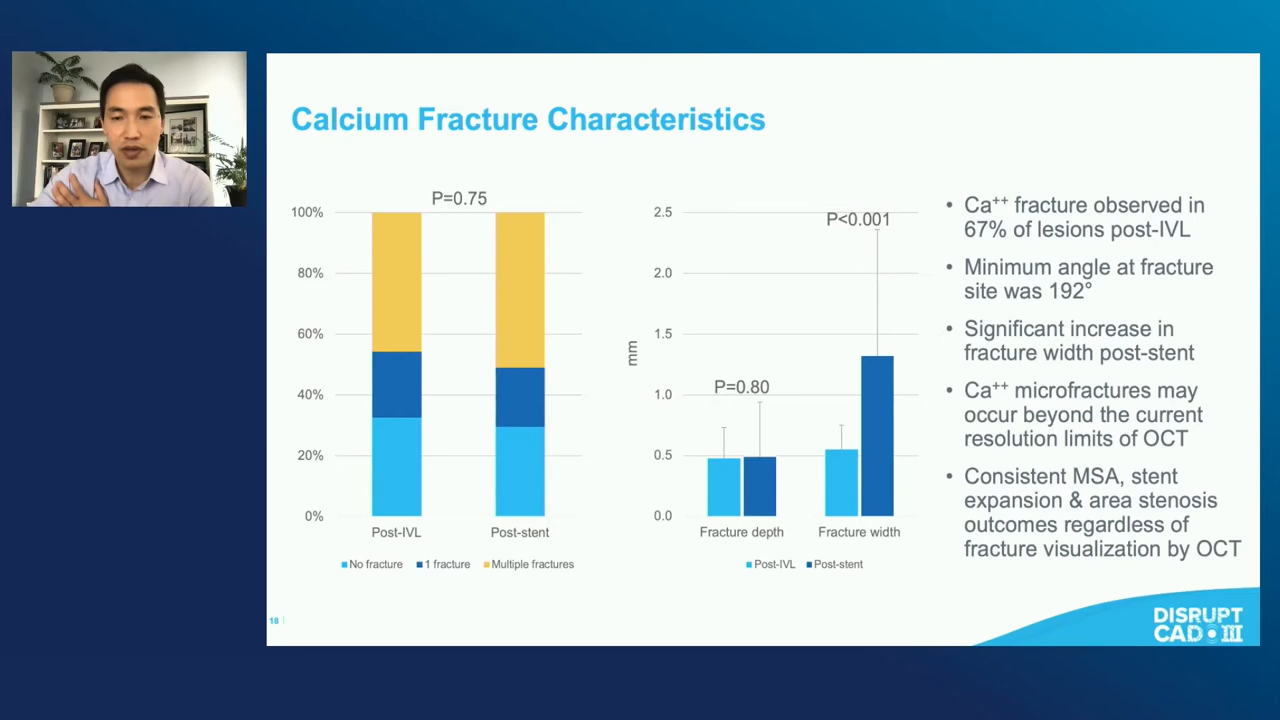 Calcium Fracture Characteristics
P=0.75
100%
80%
60%
40%
20%
0%
Post-IVL
Post-stent
No fracture
1 fracture
Multiple fractures
mm
2.5
2.0
1.5
1.0
0.5
0.0
P=0.80
P<0.001
Fracture depth
Fracture width
Post-IVL
Post-stent
• Ca⁺⁺ fracture observed in
67% of lesions post-IVL
• Minimum angle at fracture
site was 192°
• Significant increase in
fracture width post-stent
• Ca⁺⁺ microfractures may
occur beyond the current
resolution limits of OCT
• Consistent MSA, stent
expansion & area stenosis
outcomes regardless of
fracture visualization by OCT
18
DISRUPT
CAD III